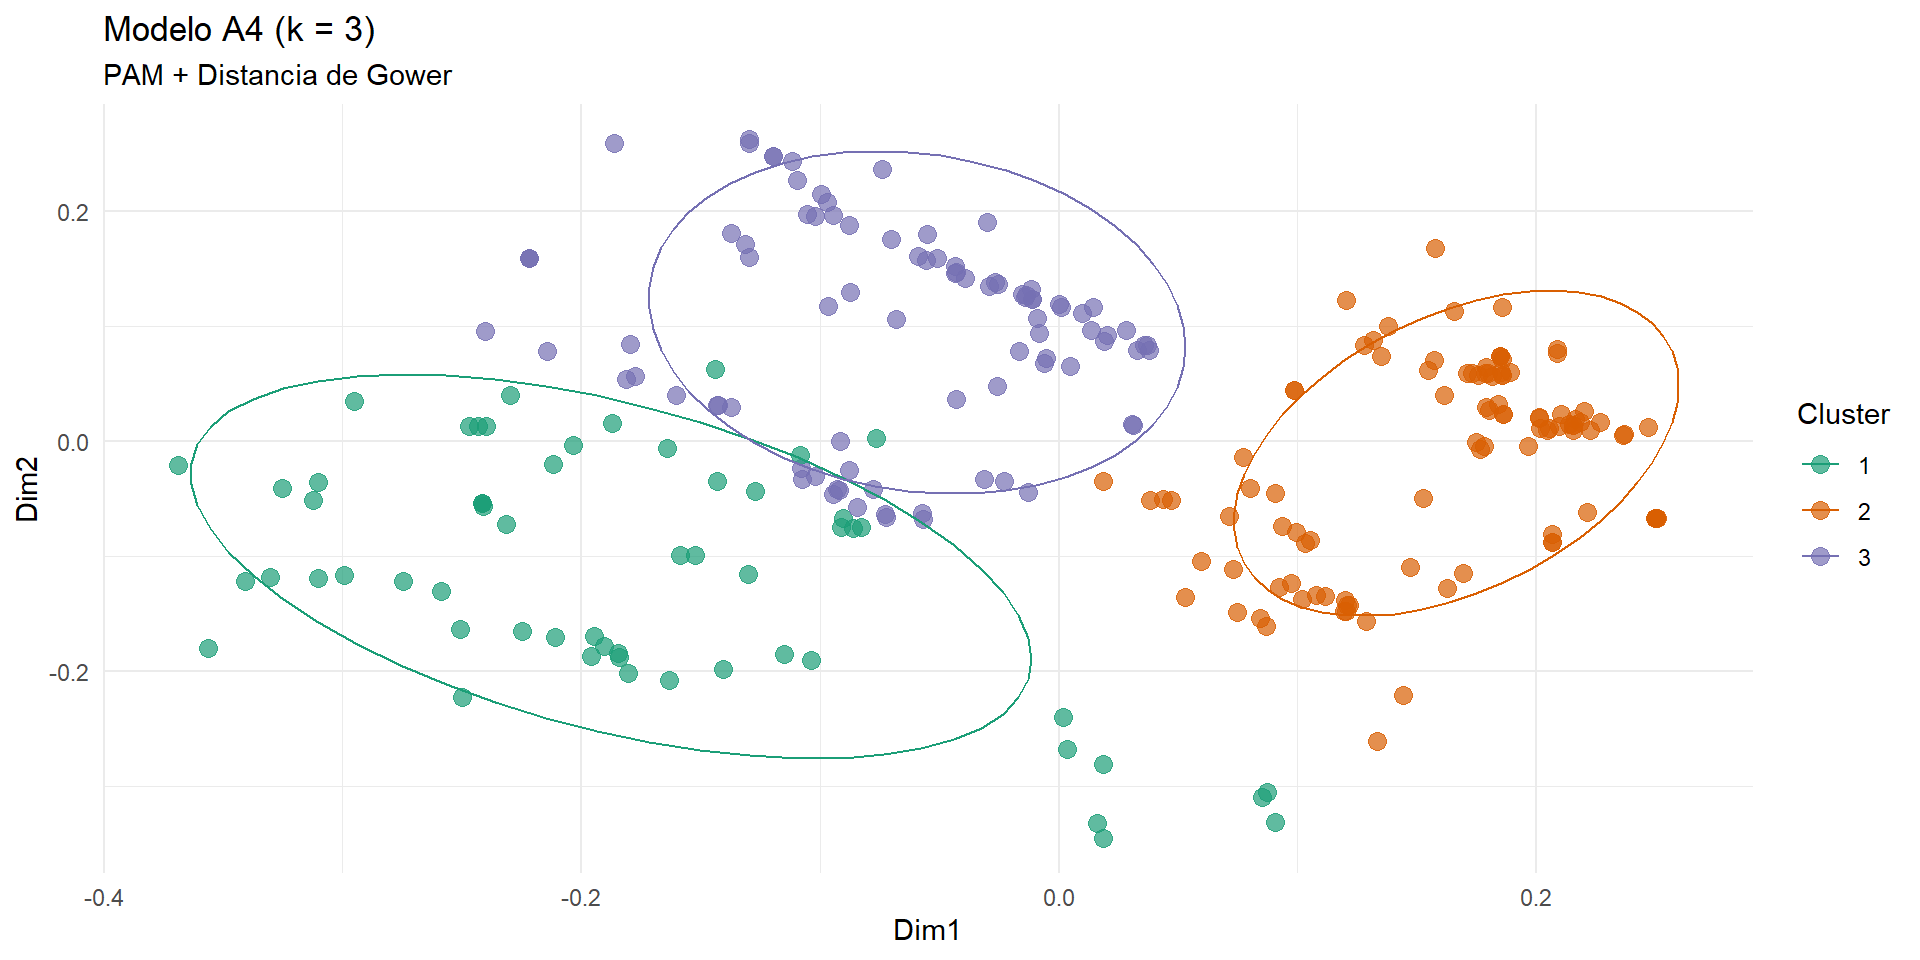 Modelo A4 (k = 3)
PAM + Distancia de Gower
0.2
0.0
-0.2
Dim2
-0.4
-0.2
0.0
0.2
Dim1
Cluster
1
2
3